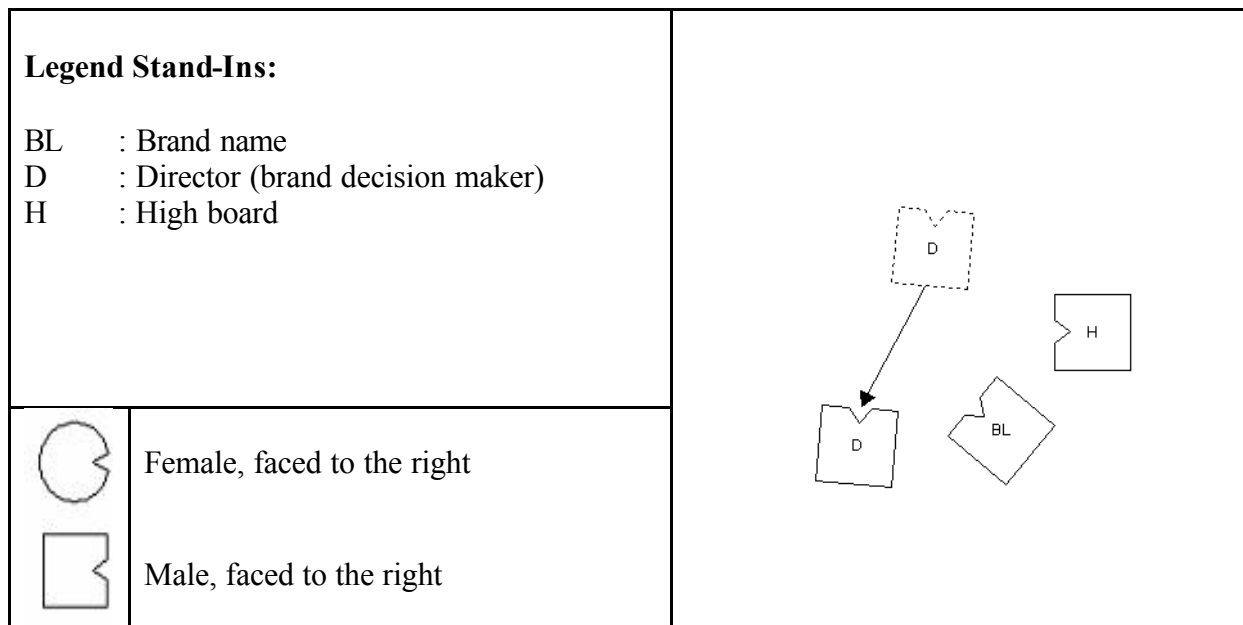 Legend Stand-Ins:
BL : Brand name
D : Director (brand decision maker)
H : High board
D
H
BL
D
Female, faced to the right
Male, faced to the right